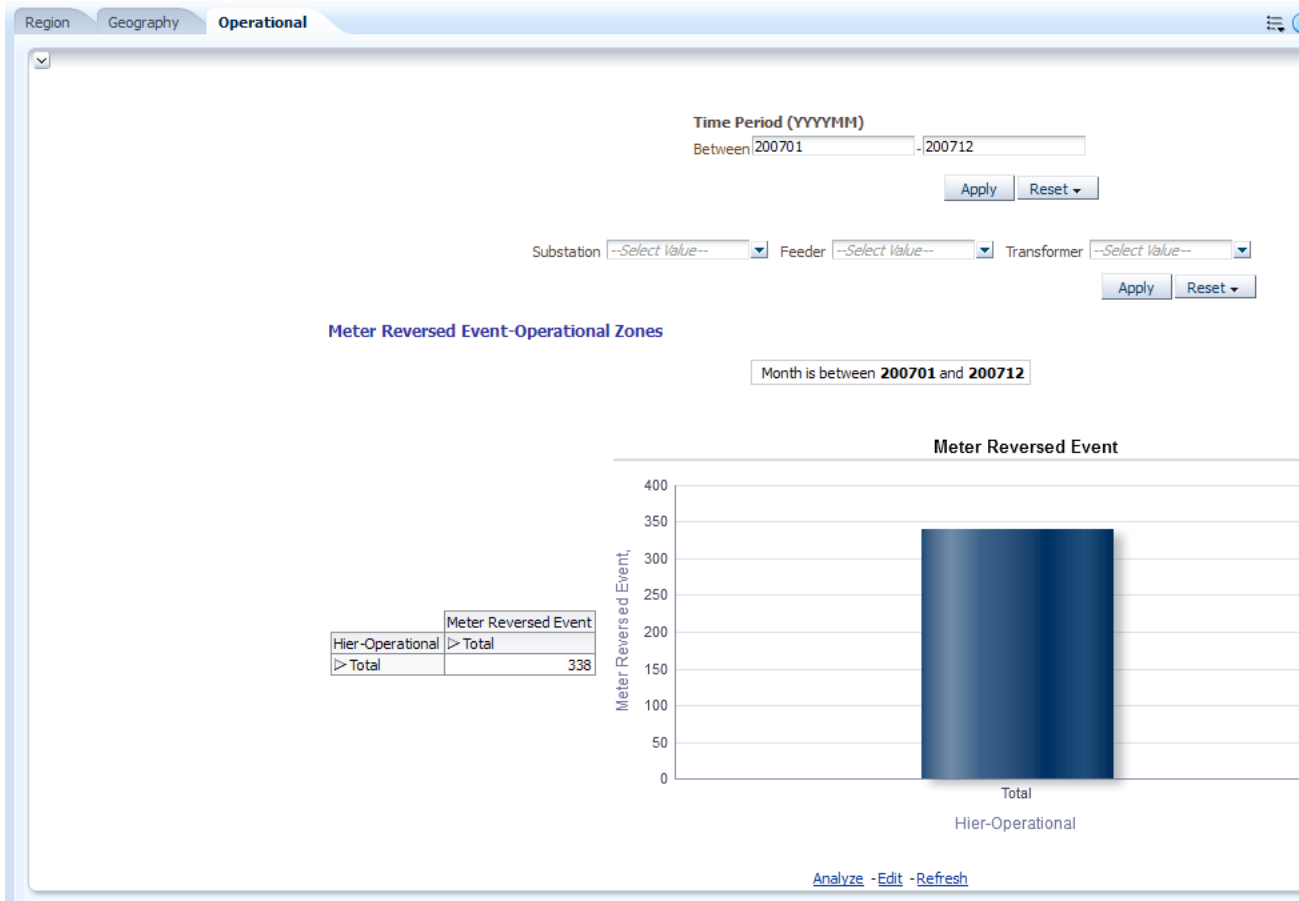 Region Geography Operational
Time Period (YYYYMM)
Between 200701 - 200712
Apply Reset
Substation --Select Value-- Feeder --Select Value-- Transformer --Select Value--
Apply Reset
Meter Reversed Event-Operational Zones
Month is between 200701 and 200712
Meter Reversed Event
Hier-Operational Total
Total 338
Meter Reversed Event
Meter Reversed Event,
400
350
300
250
200
150
100
50
0
Total
Hier-Operational
Analyze - Edit - Refresh